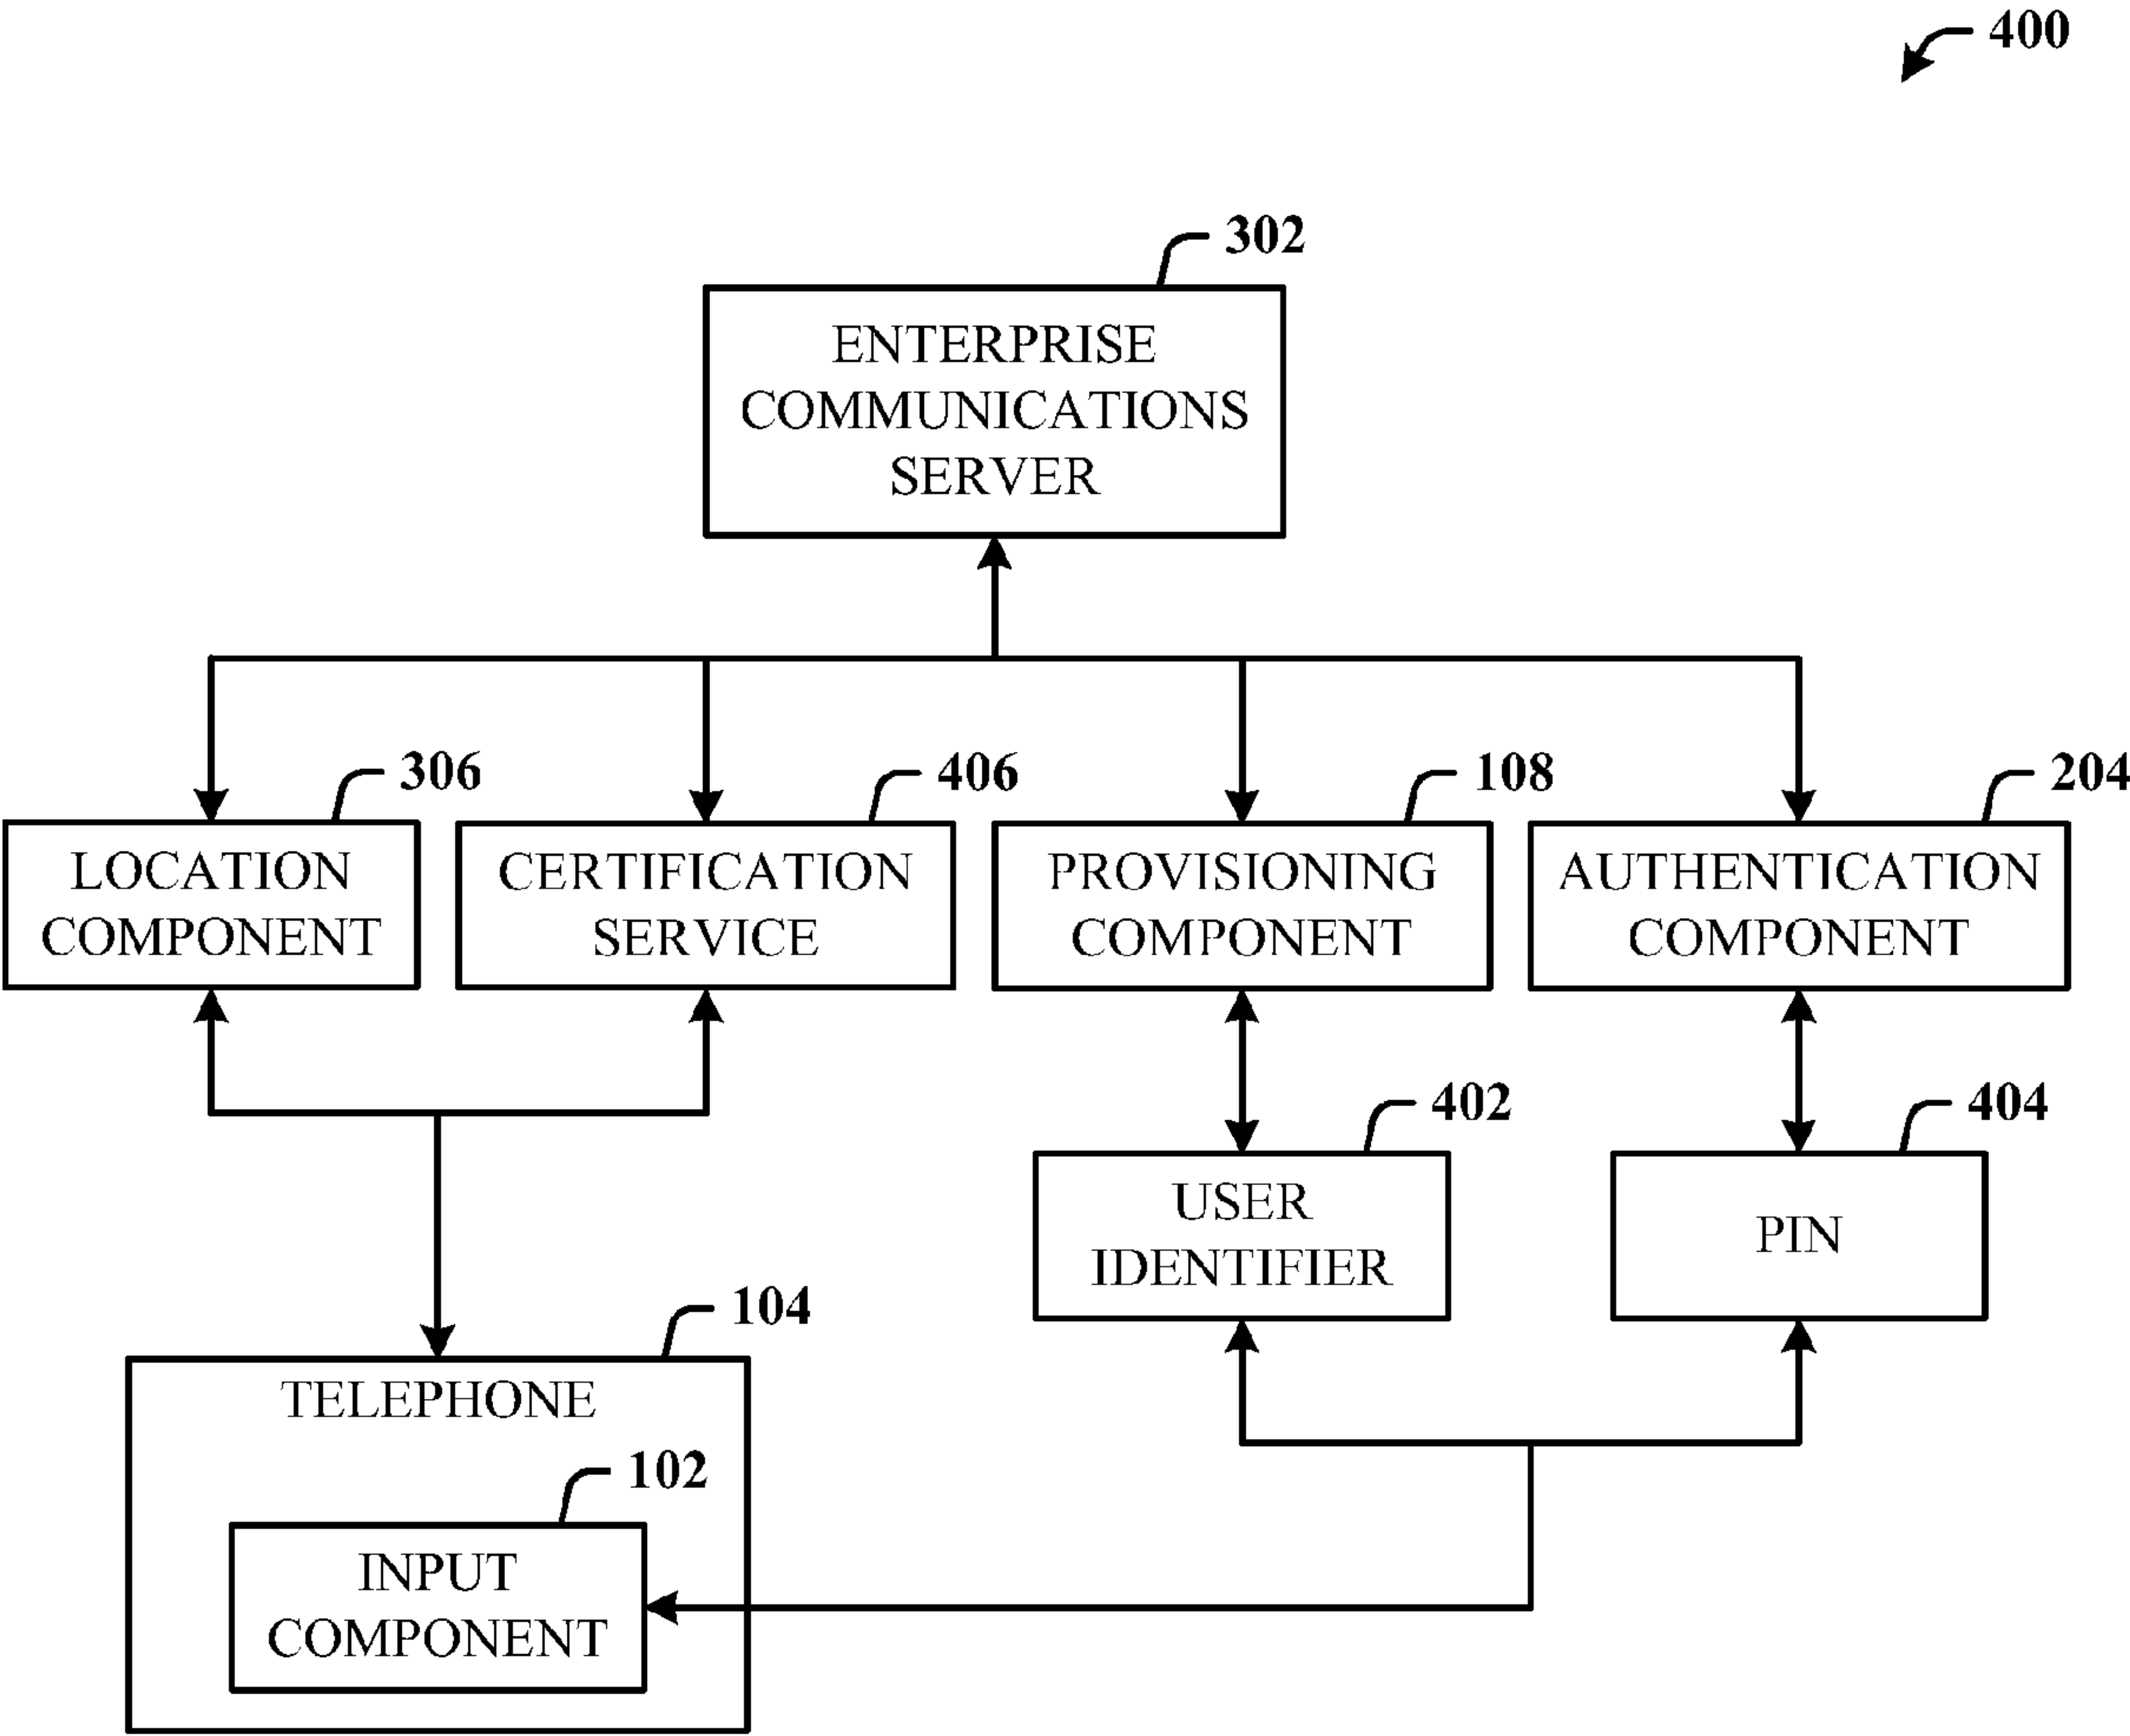 400
302
ENTERPRISE
COMMUNICATIONS
SERVER
306
406
108
204
LOCATION
COMPONENT
CERTIFICATION
SERVICE
PROVISIONING
COMPONENT
AUTHENTICATION
COMPONENT
402
404
USER
IDENTIFIER
PIN
104
TELEPHONE
102
INPUT
COMPONENT